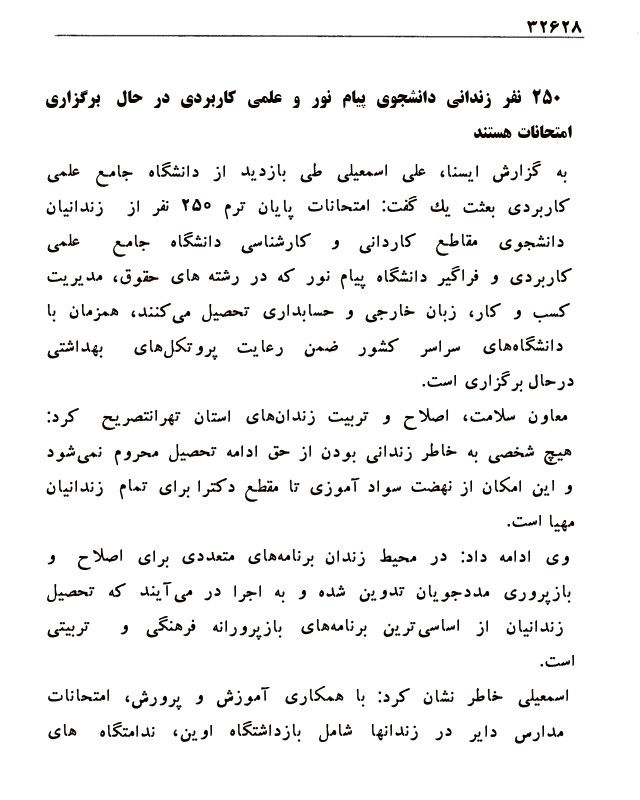 ۳۲۶۲۸
۲۵۰ نفر زندانی دانشجوی پیام نور و علمی کاربردی در حال برگزاری
امتحانات هستند
به گزارش ایسنا، علی اسمعیلی طی بازدید از دانشگاه جامع علمی
کاربردی بعثت یك گفت: امتحانات پایان ترم ۲۵۰ نفر از زندانیان
دانشجوی مقاطع کاردانی و کارشناسی دانشگاه جامع علمی
کاربردی و فراگیر دانشگاه پیام نور که در رشته های حقوق، مدیریت
کسب و کار، زبان خارجی و حسابداری تحصیل می‌کنند، همزمان با
دانشگاه‌های سراسر کشور ضمن رعایت پروتکل‌های بهداشتی
درحال برگزاری است.
معاون سلامت، اصلاح و تربیت زندان‌های استان تهرانتصریح کرد:
هیچ شخصی به خاطر زندانی بودن از حق ادامه تحصیل محروم نمی‌شود
و این امکان از نهضت سواد آموزی تا مقطع دکترا برای تمام زندانیان
مهیا است.
وی ادامه داد: در محیط زندان برنامه‌های متعددی برای اصلاح و
بازپروری مددجویان تدوین شده و به اجرا در می‌آیند که تحصیل
زندانیان از اساسی‌ترین برنامه‌های بازپرورانه فرهنگی و تربیتی
است.
اسمعیلی خاطر نشان کرد: با همکاری آموزش و پرورش، امتحانات
مدارس دایر در زندانها شامل بازداشتگاه اوین، ندامتگاه های